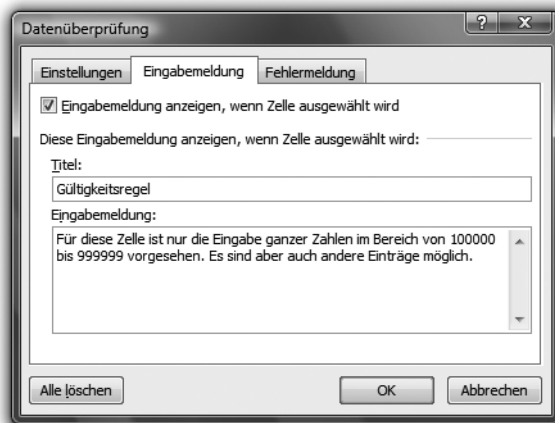 Datenüberprüfung
Einstellungen Eingabemeldung Fehlermeldung
Eingabemeldung anzeigen, wenn Zelle ausgewählt wird
Diese Eingabemeldung anzeigen, wenn Zelle ausgewählt wird:
Titel:
Gültigkeitsregel
Eingabemeldung:
Für diese Zelle ist nur die Eingabe ganzer Zahlen im Bereich von 100000
bis 999999 vorgesehen. Es sind aber auch andere Einträge möglich.
Alle löschen OK Abbrechen